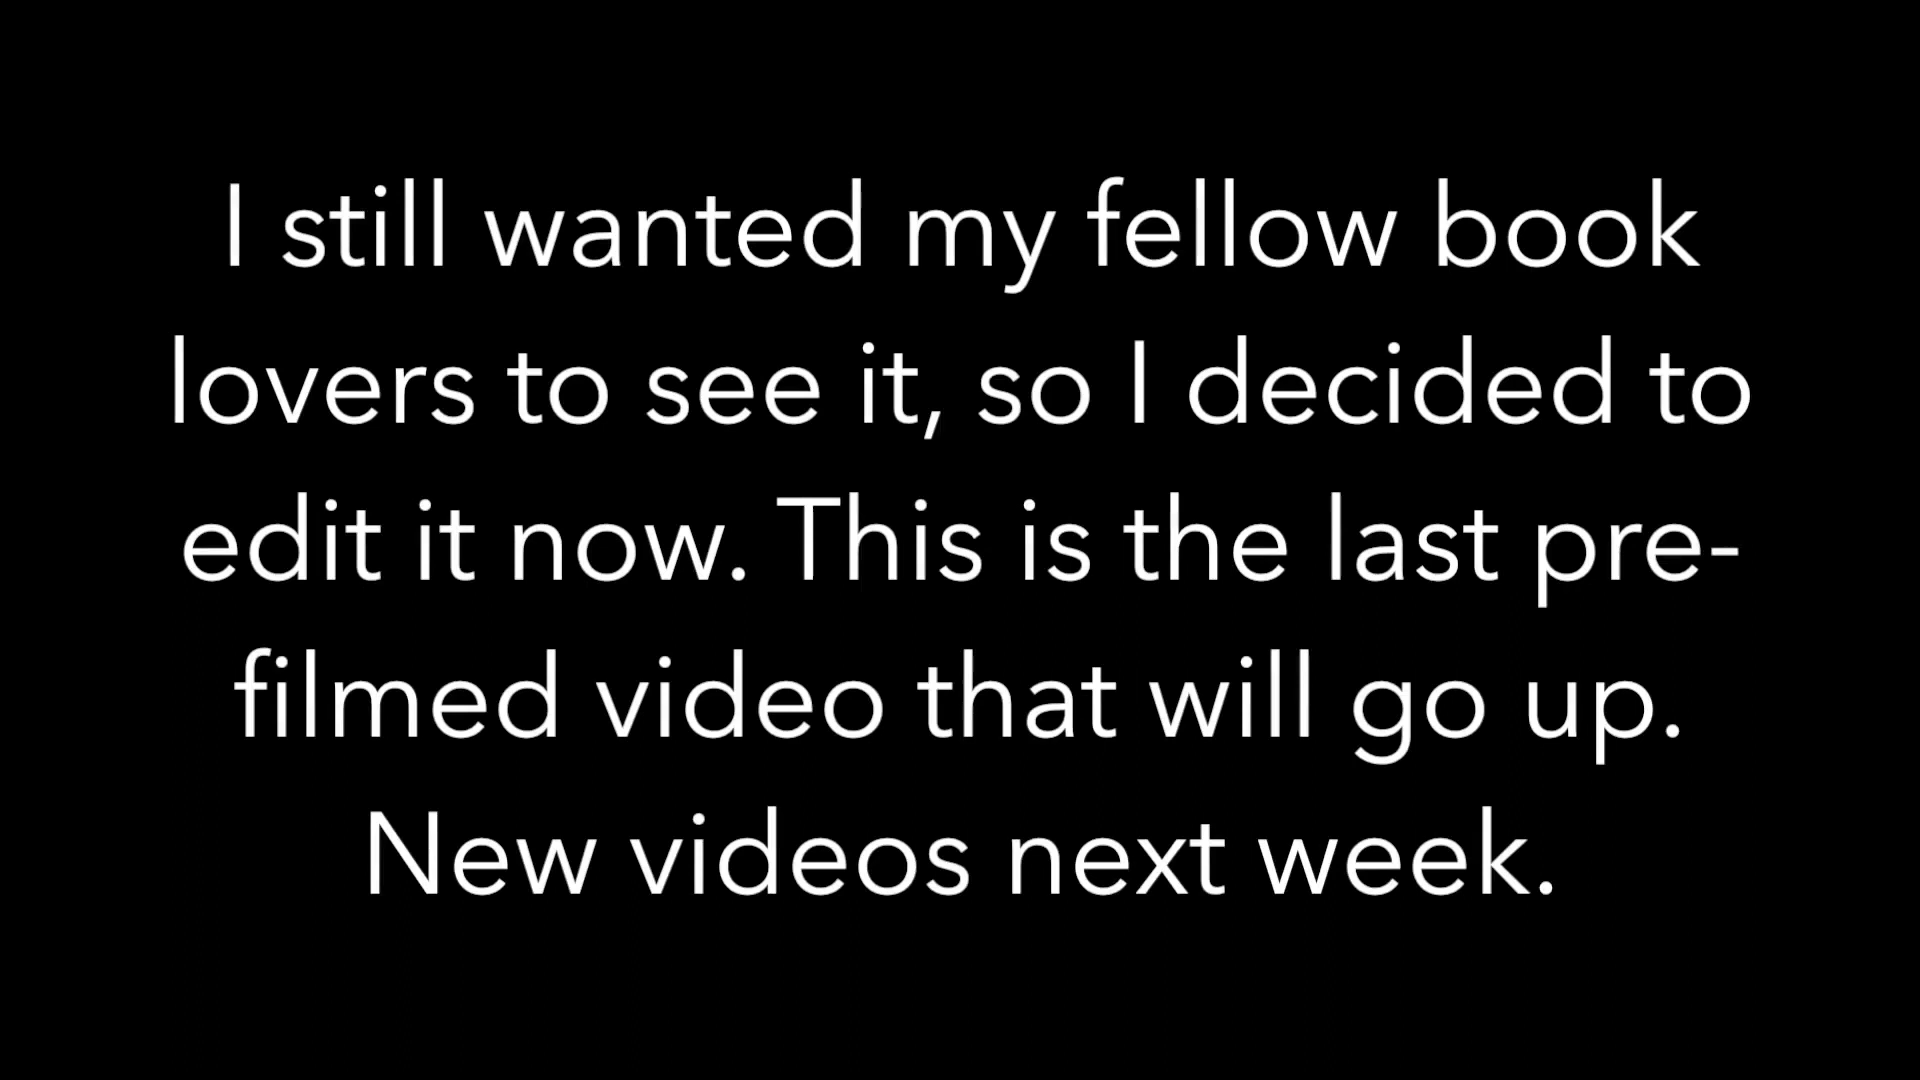 I still wanted my fellow book
lovers to see it, so I decided to
edit it now. This is the last pre-
filmed video that will go up.
New videos next week.